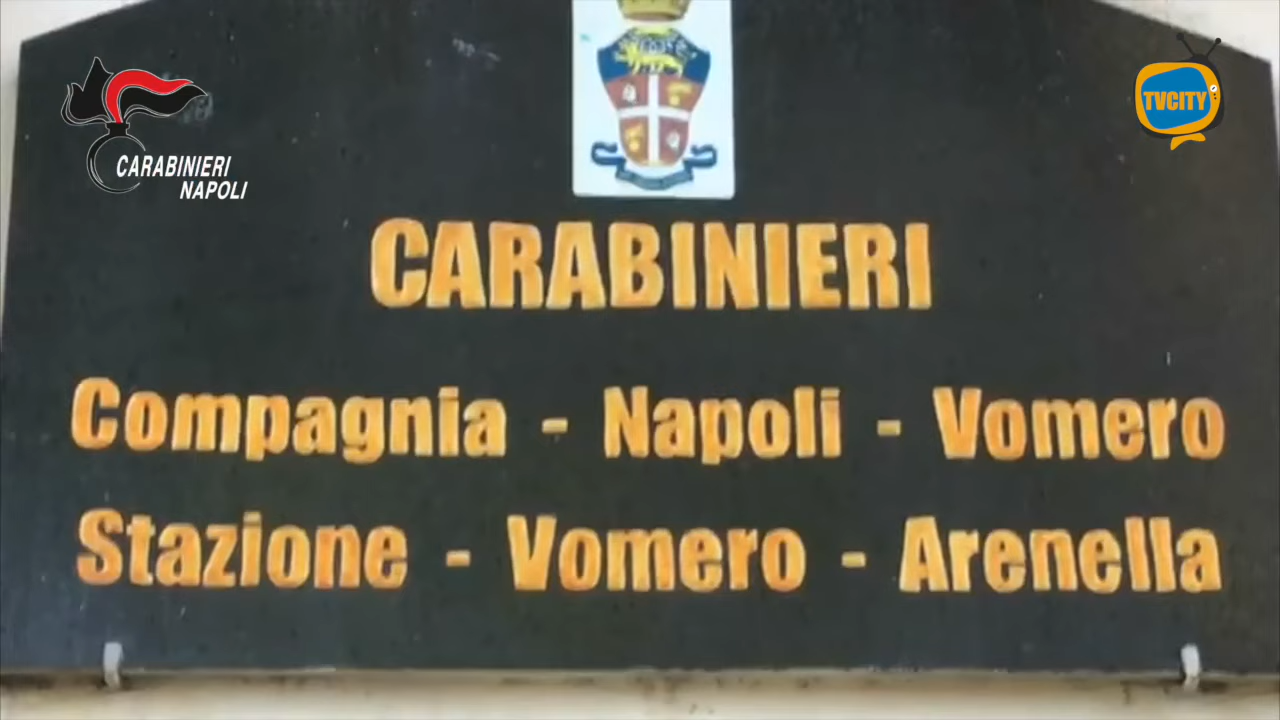 CARABINIERI
NAPOLI
TVCITY
CARABINIERI
Compagnia - Napoli - Vomero
Stazione - Vomero - Arenella